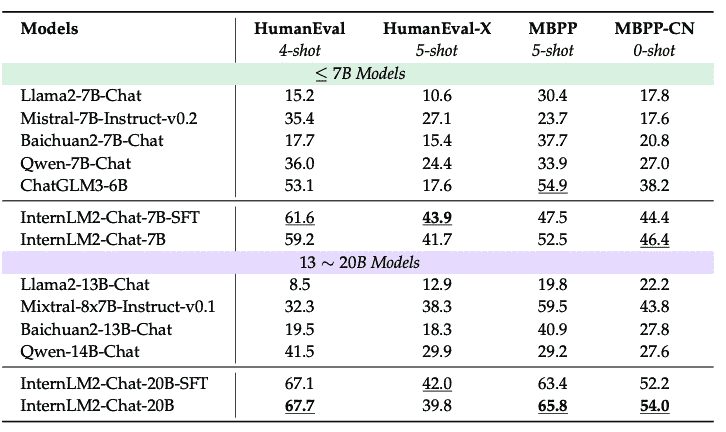 Models HumanEval HumanEval-X MBPP MBPP-CN
4-shot 5-shot 5-shot 0-shot
≤ 7B Models
Llama2-7B-Chat 15.2 10.6 30.4 17.8
Mistral-7B-Instruct-v0.2 35.4 27.1 23.7 17.6
Baichuan2-7B-Chat 17.7 15.4 37.7 20.8
Qwen-7B-Chat 36.0 24.4 33.9 27.0
ChatGLM3-6B 53.1 17.6 54.9 38.2
InternLM2-Chat-7B-SFT 61.6 43.9 47.5 44.4
InternLM2-Chat-7B 59.2 41.7 52.5 46.4
13 ∼ 20B Models
Llama2-13B-Chat 8.5 12.9 19.8 22.2
Mixtral-8x7B-Instruct-v0.1 32.3 38.3 59.5 43.8
Baichuan2-13B-Chat 19.5 18.3 40.9 27.8
Qwen-14B-Chat 41.5 29.9 29.2 27.6
InternLM2-Chat-20B-SFT 67.1 42.0 63.4 52.2
InternLM2-Chat-20B 67.7 39.8 65.8 54.0